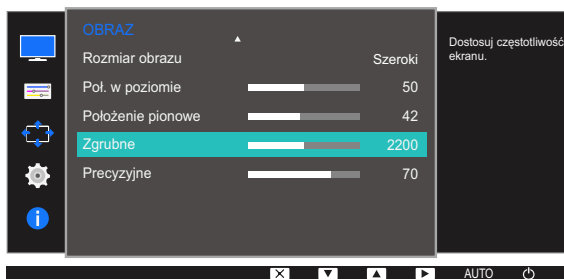 OBRAZ
Rozmiar obrazu Szeroki
Poł. w poziomie 50
Położenie pionowe 42
Zgrubne 2200
Precyzyjne 70
Dostosuj częstotliwość
ekranu.
AUTO